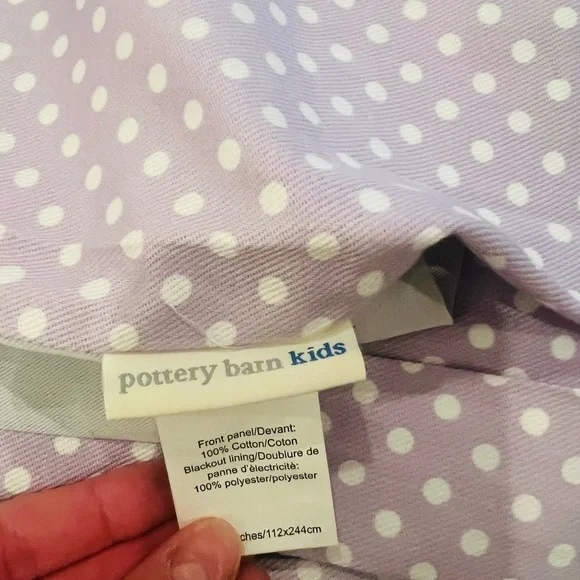 pottery barn kids
Front panel/Devant:
100% Cotton/Coton
Blackout lining/Doublure de
panne d'èlectricité:
100% polyester/polyester
ches/112x244cm